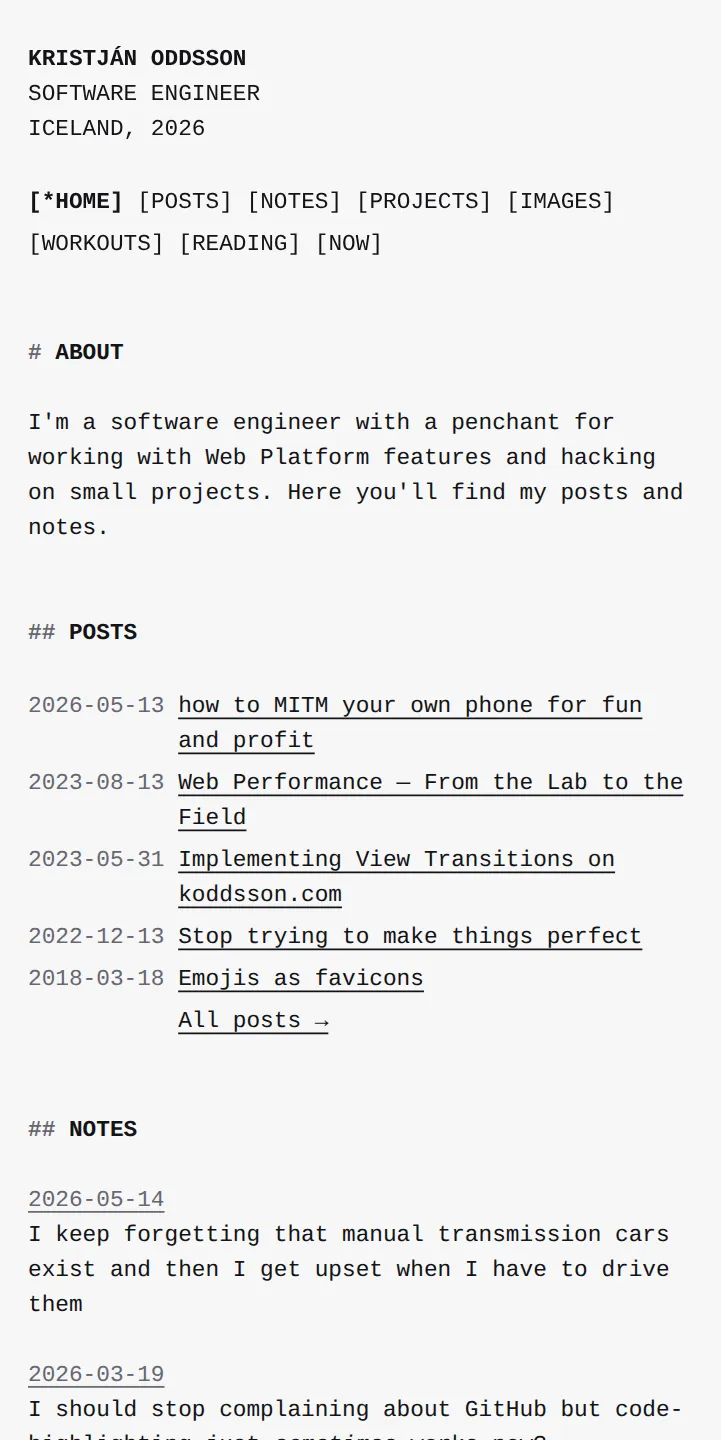 KRISTJÁN ODDSSON
SOFTWARE ENGINEER
ICELAND, 2026
[*HOME] [POSTS] [NOTES] [PROJECTS] [IMAGES]
[WORKOUTS] [READING] [NOW]
# ABOUT
I'm a software engineer with a penchant for
working with Web Platform features and hacking
on small projects. Here you'll find my posts and
notes.
## POSTS
2026-05-13 how to MITM your own phone for fun
and profit
2023-08-13 Web Performance — From the Lab to the
Field
2023-05-31 Implementing View Transitions on
koddsson.com
2022-12-13 Stop trying to make things perfect
2018-03-18 Emojis as favicons
All posts →
## NOTES
2026-05-14
I keep forgetting that manual transmission cars
exist and then I get upset when I have to drive
them
2026-03-19
I should stop complaining about GitHub but code-
highlighting just sometimes works now?